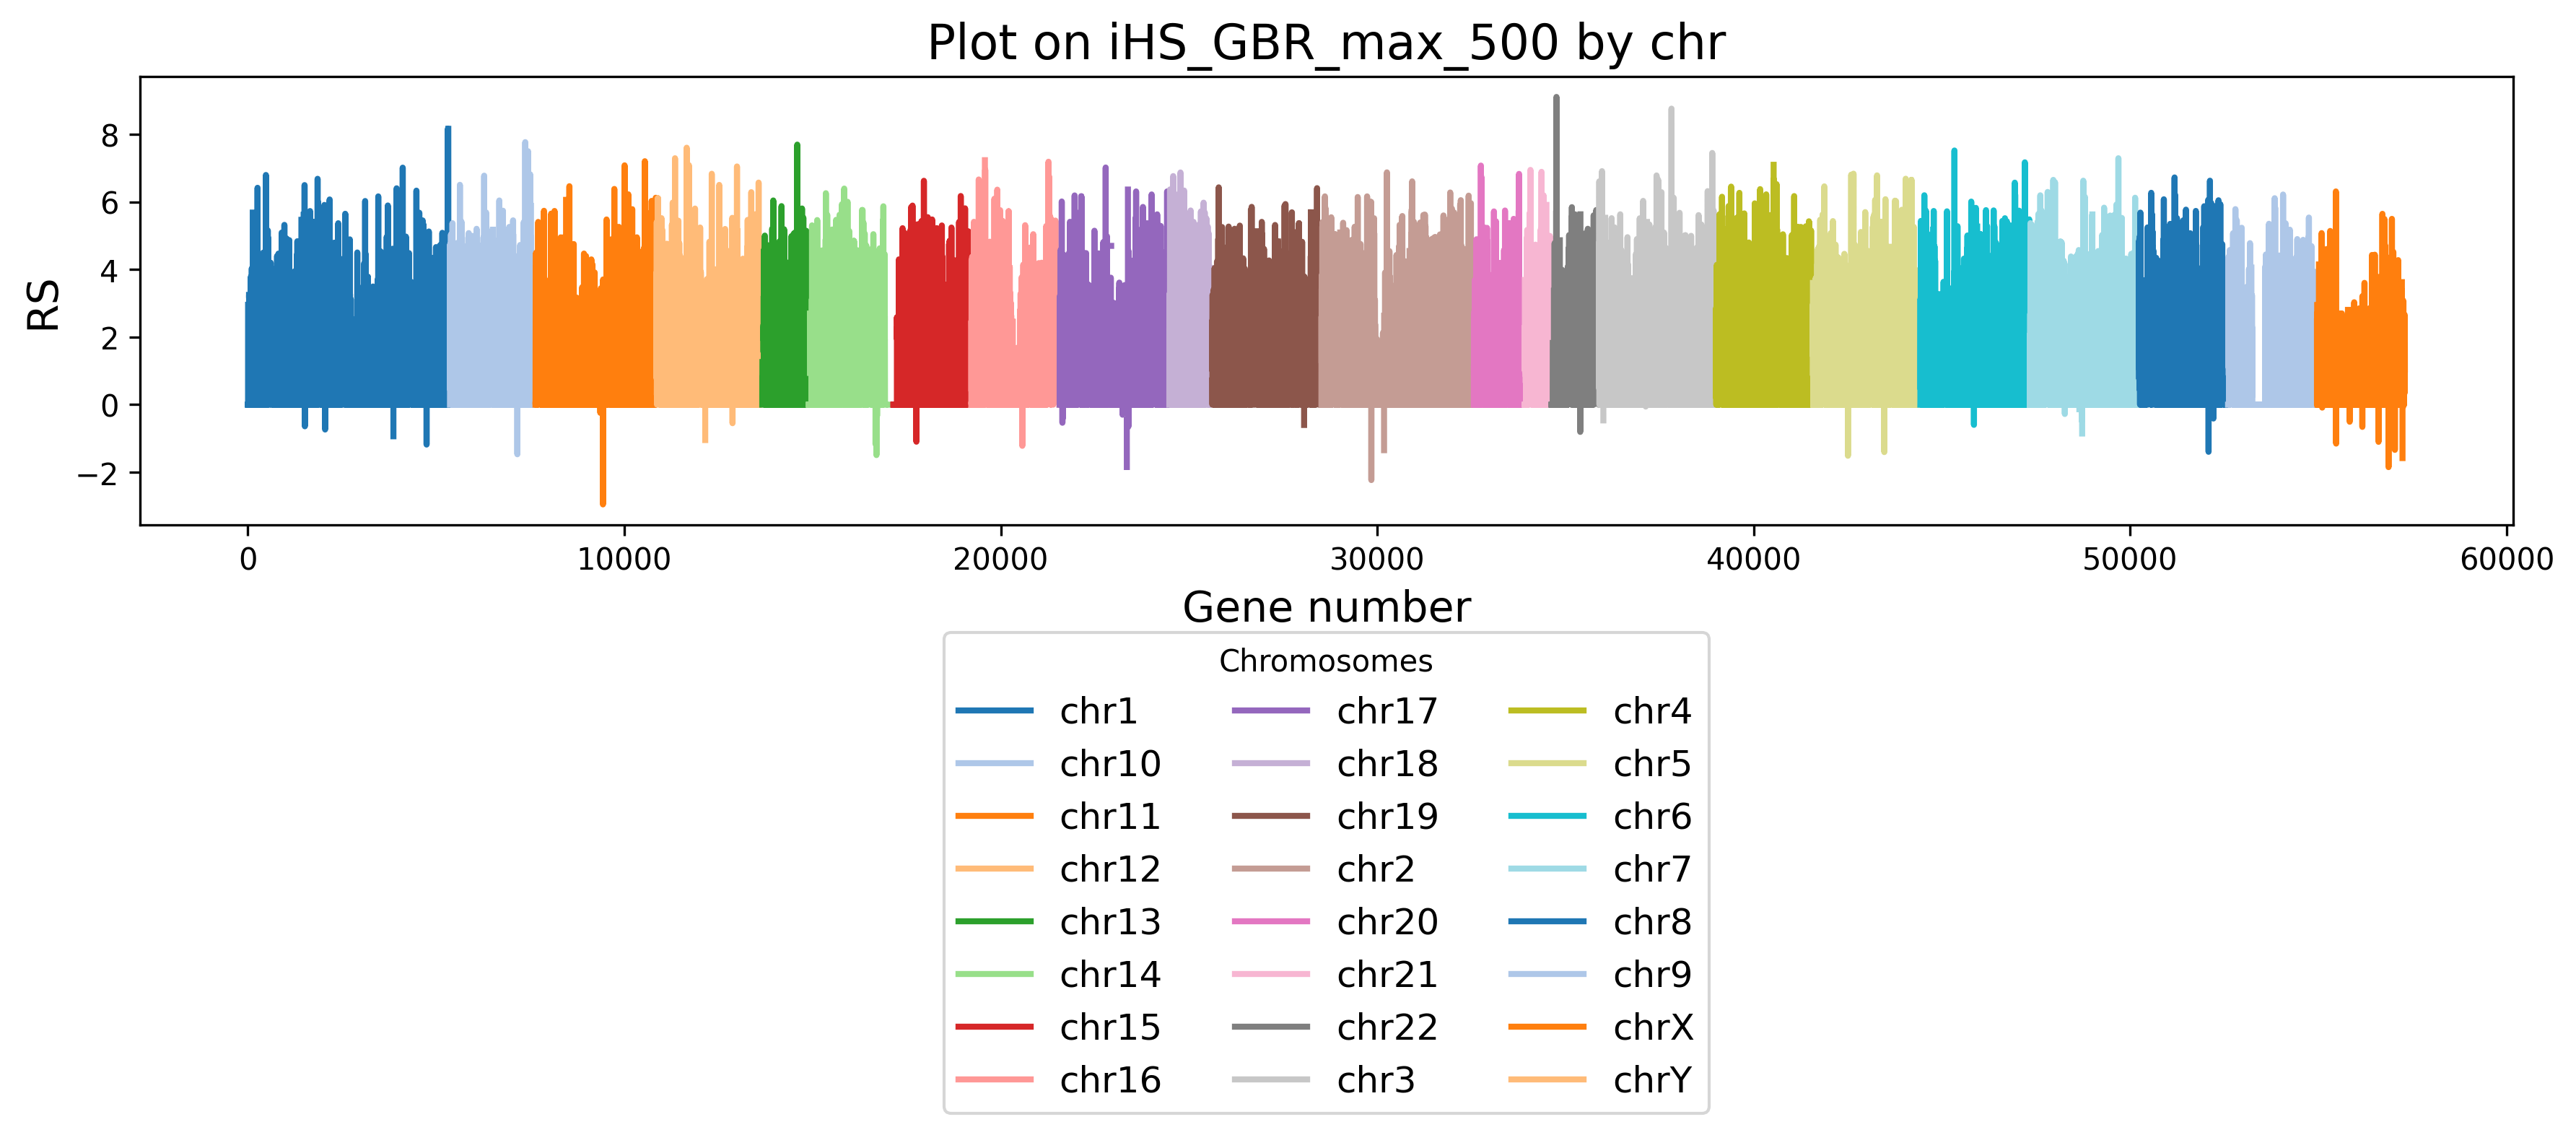 Plot on iHS_GBR_max_500 by chr
RS
8
6
4
2
0
−2
0 10000 20000 30000 40000 50000 60000
Gene number
Chromosomes
chr1 chr17 chr4
chr10 chr18 chr5
chr11 chr19 chr6
chr12 chr2 chr7
chr13 chr20 chr8
chr14 chr21 chr9
chr15 chr22 chrX
chr16 chr3 chrY